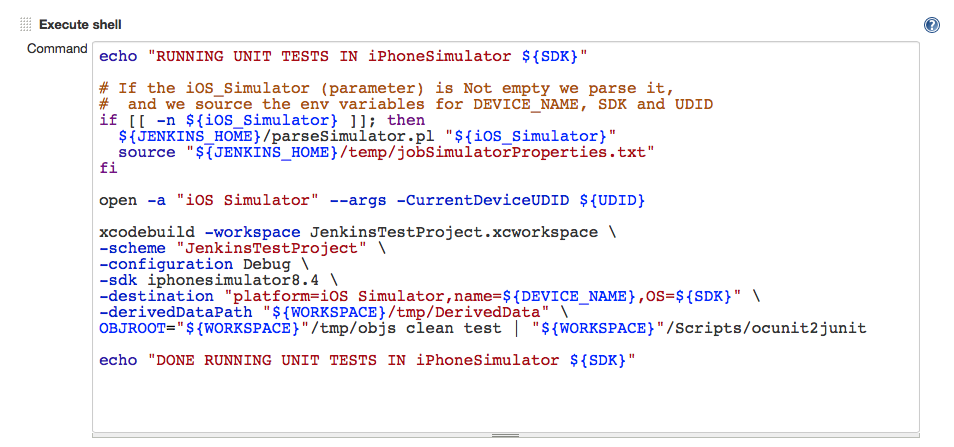 Execute shell
?
Command
echo "RUNNING UNIT TESTS IN iPhoneSimulator ${SDK}"
# If the iOS_Simulator (parameter) is Not empty we parse it,
#  and we source the env variables for DEVICE_NAME, SDK and UDID
if [[ -n ${iOS_Simulator} ]]; then
  ${JENKINS_HOME}/parseSimulator.pl "${iOS_Simulator}"
  source "${JENKINS_HOME}/temp/jobSimulatorProperties.txt"
fi
open -a "iOS Simulator" --args -CurrentDeviceUDID ${UDID}
xcodebuild -workspace JenkinsTestProject.xcworkspace \
-scheme "JenkinsTestProject" \
-configuration Debug \
-sdk iphonesimulator8.4 \
-destination "platform=iOS Simulator,name=${DEVICE_NAME},OS=${SDK}" \
-derivedDataPath "${WORKSPACE}/tmp/DerivedData" \
OBJROOT="${WORKSPACE}"/tmp/objs clean test | "${WORKSPACE}"/Scripts/ocunit2junit
echo "DONE RUNNING UNIT TESTS IN iPhoneSimulator ${SDK}"